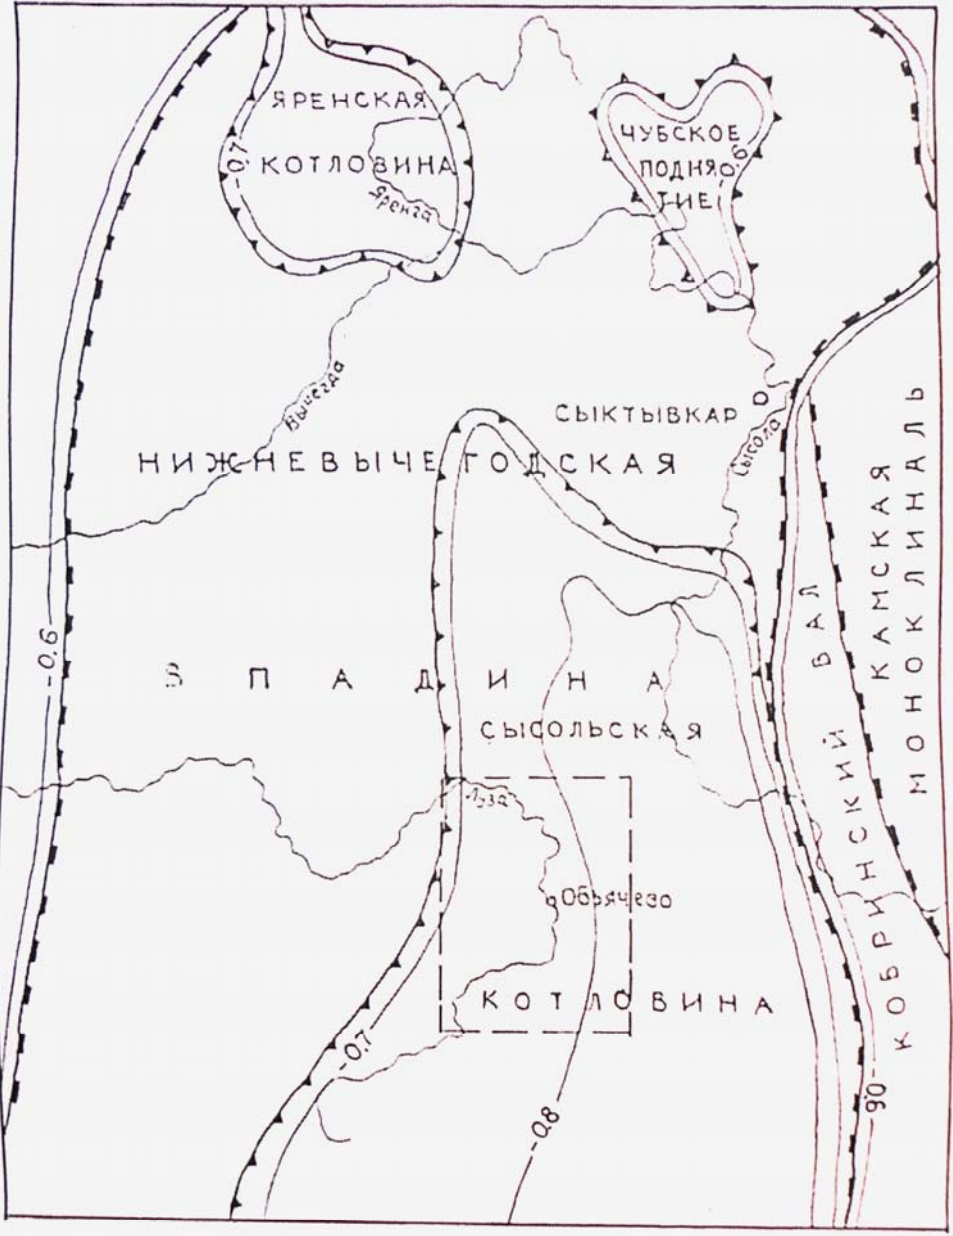 ЯРЕНСКАЯ
КОТЛОВИНА
-0.7
Яренга
ЧУБСКОЕ
ПОДНЯ
ТИЕ
0.6
Вычегда
СЫКТЫВКАР
Сысола
НИЖНЕВЫЧЕГОДСКАЯ
ВПАДИНА
-0.6
СЫСОЛЬСКАЯ
КОТЛОВИНА
Луза
Объячево
-0.7
-0.8
-0.6
КОБРИНСКИЙ ВАЛ
КАМСКАЯ
МОНОКЛИНАЛЬ